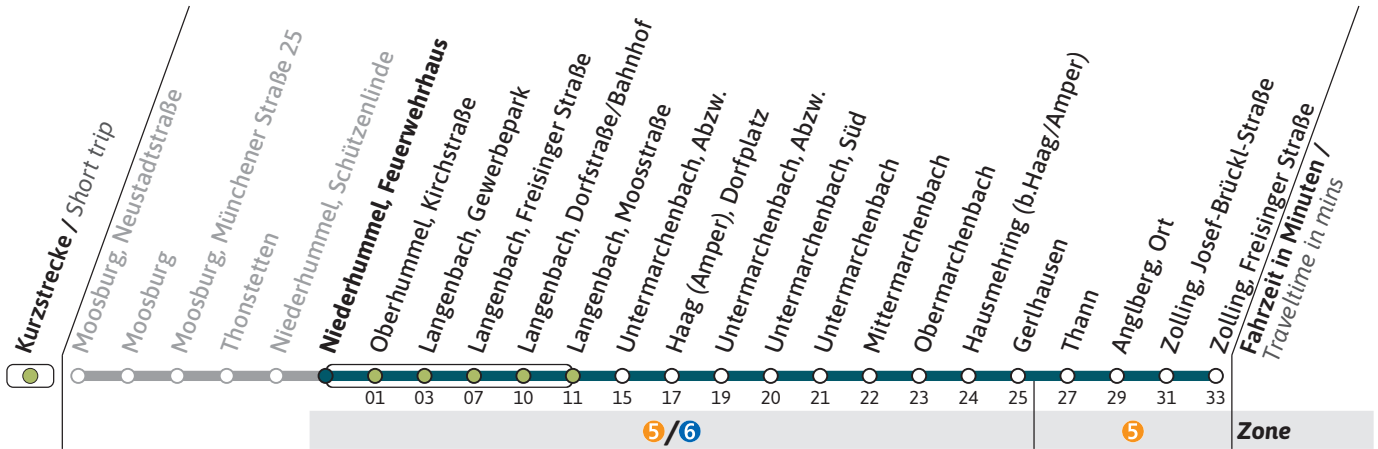 Kurzstrecke / Short trip
Moosburg, Neustadtstraße
Moosburg
Moosburg, Münchener Straße 25
Thonstetten
Niederhummel, Schützenlinde
Niederhummel, Feuerwehrhaus
Oberhummel, Kirchstraße
Langenbach, Gewerbepark
Langenbach, Freisinger Straße
Langenbach, Dorfstraße/Bahnhof
Langenbach, Moosstraße
Untermarchenbach, Abzw.
Haag (Amper), Dorfplatz
Untermarchenbach, Abzw.
Untermarchenbach, Süd
Untermarchenbach
Mittermarchenbach
Obermarchenbach
Hausmehring (b.Haag/Amper)
Gerlhausen
Thann
Anglberg, Ort
Zolling, Josef-Brückl-Straße
Zolling, Freisinger Straße
Fahrzeit in Minuten /
Traveltime in mins
01 03 07 10 11 15 17 19 20 21 22 23 24 25 27 29 31 33
5/6 5 Zone